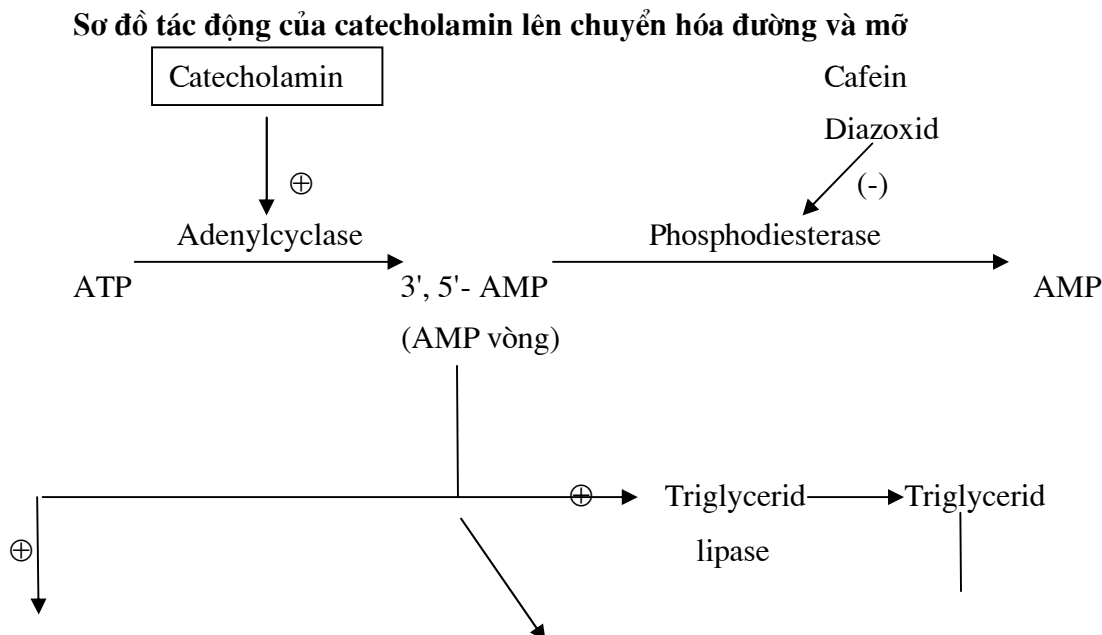 Sơ đồ tác động của catecholamin lên chuyển hóa đường và mỡ
Catecholamin Cafein
Diazoxid
⊕ (-)
Adenylcyclase Phosphodiesterase
ATP 3', 5'- AMP AMP
(AMP vòng)
⊕ Triglycerid Triglycerid
⊕ lipase